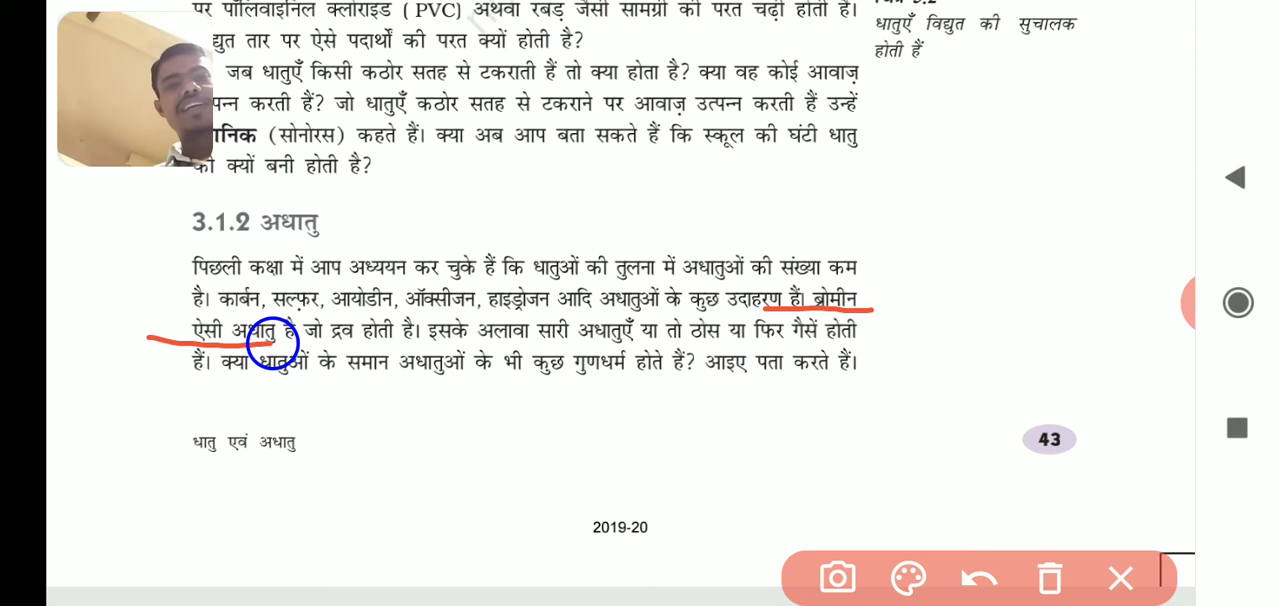 पर पॉलिवाइनिल क्लोराइड ( PVC) अथवा रबड़ जैसी सामग्री की परत चढ़ी होती है।
द्युत तार पर ऐसे पदार्थों की परत क्यों होती है?
जब धातुएँ किसी कठोर सतह से टकराती हैं तो क्या होता है? क्या वह कोई आवाज़
पन्न करती हैं? जो धातुएँ कठोर सतह से टकराने पर आवाज़ उत्पन्न करती हैं उन्हें
निक (सोनोरस) कहते हैं। क्या अब आप बता सकते हैं कि स्कूल की घंटी धातु
की क्यों बनी होती है?
धातुएँ विद्युत की सुचालक
होती हैं
3.1.2 अधातु
पिछली कक्षा में आप अध्ययन कर चुके हैं कि धातुओं की तुलना में अधातुओं की संख्या कम
है। कार्बन, सल्फ़र, आयोडीन, ऑक्सीजन, हाइड्रोजन आदि अधातुओं के कुछ उदाहरण हैं। ब्रोमीन
ऐसी अधातु है जो द्रव होती है। इसके अलावा सारी अधातुएँ या तो ठोस या फिर गैसें होती
हैं। क्या धातुओं के समान अधातुओं के भी कुछ गुणधर्म होते हैं? आइए पता करते हैं।
धातु एवं अधातु
43
2019-20